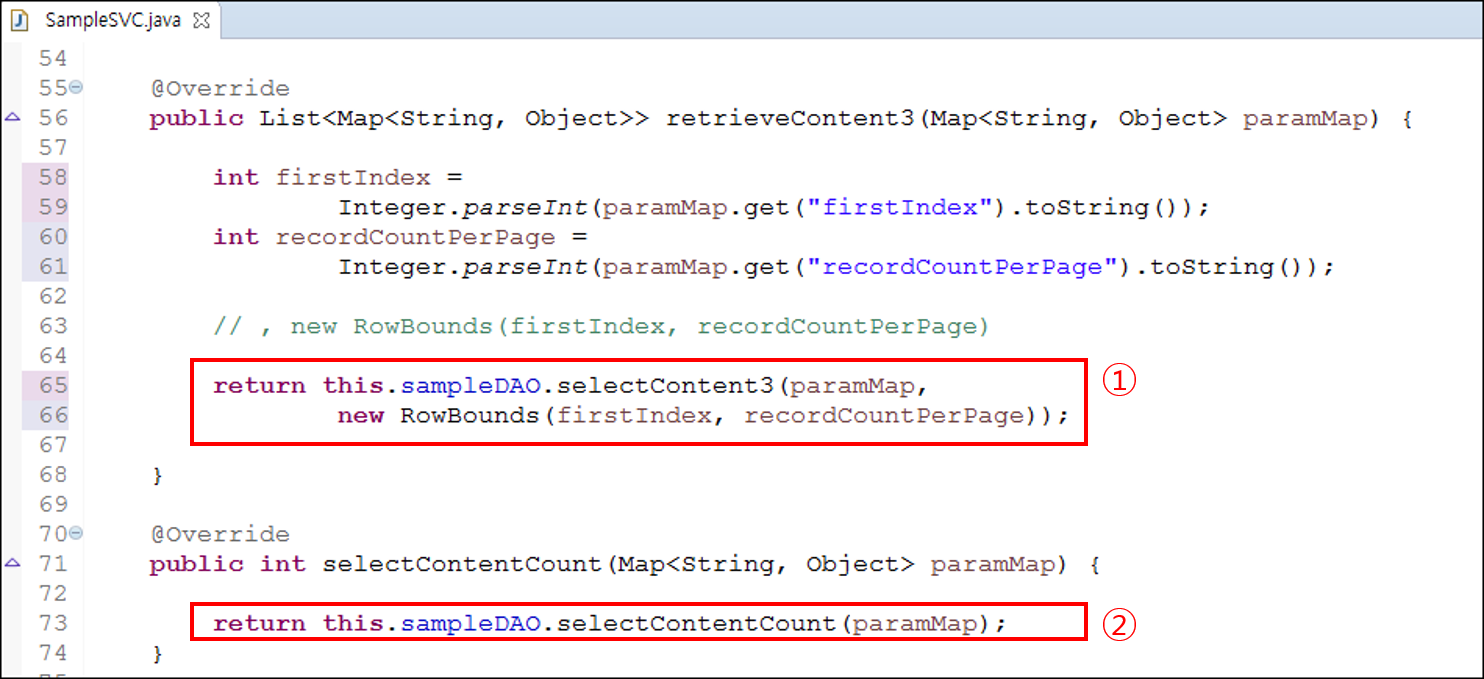 SampleSVC.java
54
55 @Override
56 public List<Map<String, Object>> retrieveContent3(Map<String, Object> paramMap) {
57
58 int firstIndex =
59 Integer.parseInt(paramMap.get("firstIndex").toString());
60 int recordCountPerPage =
61 Integer.parseInt(paramMap.get("recordCountPerPage").toString());
62
63 // , new RowBounds(firstIndex, recordCountPerPage)
64
65 return this.sampleDAO.selectContent3(paramMap, ①
66 new RowBounds(firstIndex, recordCountPerPage));
67
68 }
69
70 @Override
71 public int selectContentCount(Map<String, Object> paramMap) {
72
73 return this.sampleDAO.selectContentCount(paramMap); ②
74 }